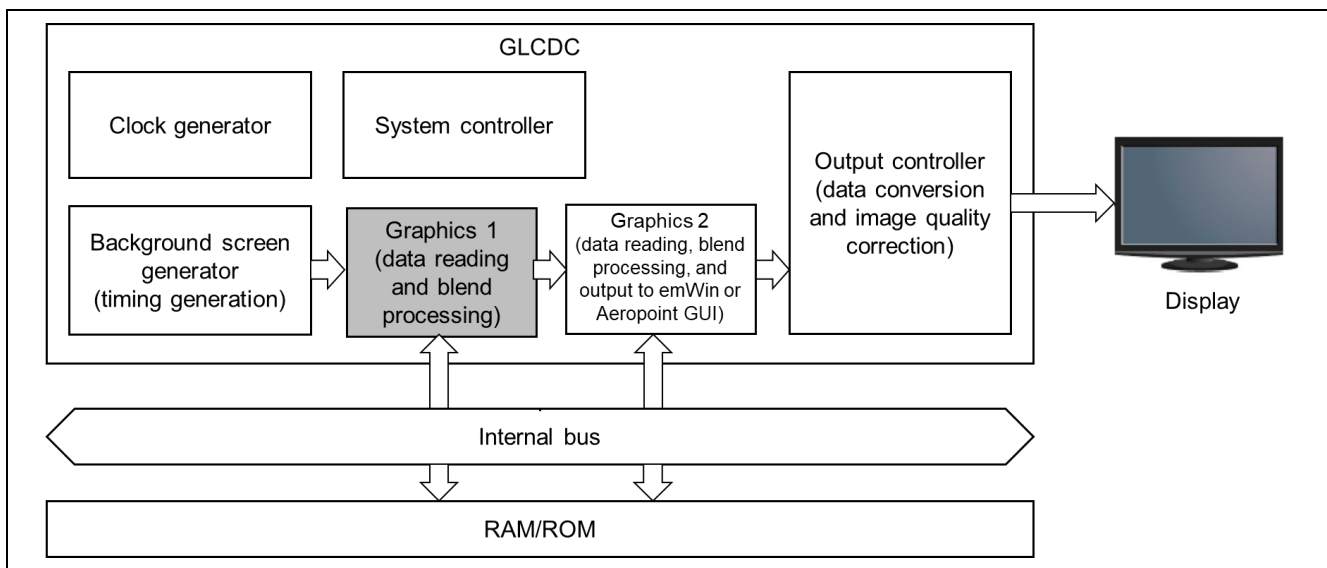 GLCDC
Clock generator
System controller
Output controller
(data conversion
and image quality
correction)
Background screen
generator
(timing generation)
Graphics 1
(data reading
and blend
processing)
Graphics 2
(data reading, blend
processing, and
output to emWin or
Aeropoint GUI)
Display
Internal bus
RAM/ROM